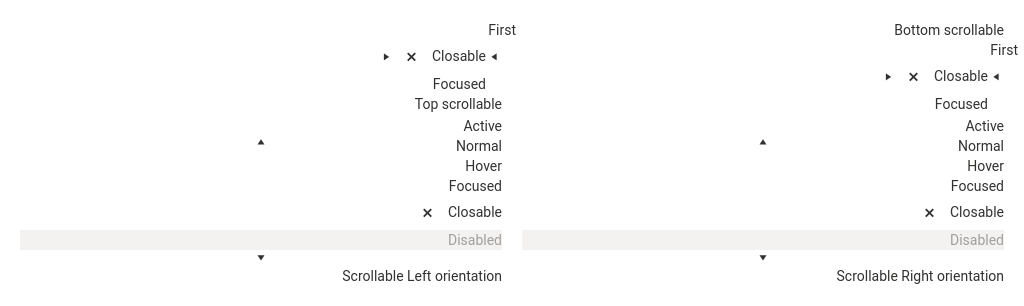 First
Closable
Focused
Top scrollable
Active
Normal
Hover
Focused
Closable
Disabled
Scrollable Left orientation
Bottom scrollable
First
Closable
Focused
Active
Normal
Hover
Focused
Closable
Disabled
Scrollable Right orientation